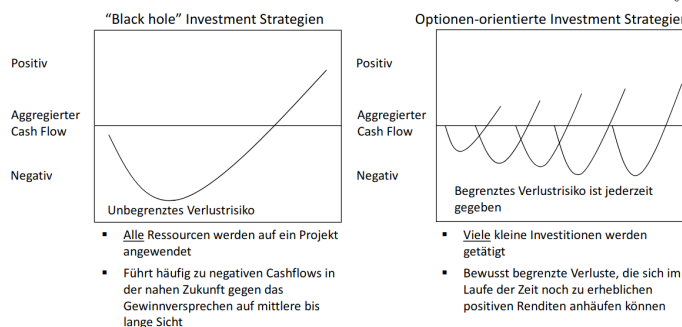 “Black hole” Investment Strategien
Positiv
Aggregierter
Cash Flow
Negativ
Unbegrenztes Verlustrisiko
▪ Alle Ressourcen werden auf ein Projekt
angewendet
▪ Führt häufig zu negativen Cashflows in
der nahen Zukunft gegen das
Gewinnversprechen auf mittlere bis
lange Sicht
Optionen-orientierte Investment Strategien
Positiv
Aggregierter
Cash Flow
Negativ
Begrenztes Verlustrisiko ist jederzeit
gegeben
▪ Viele kleine Investitionen werden
getätigt
▪ Bewusst begrenzte Verluste, die sich im
Laufe der Zeit noch zu erheblichen
positiven Renditen anhäufen können